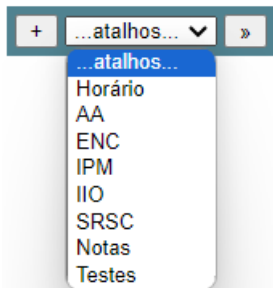 + ...atalhos... »
...atalhos...
Horário
AA
ENC
IPM
IIO
SRSC
Notas
Testes